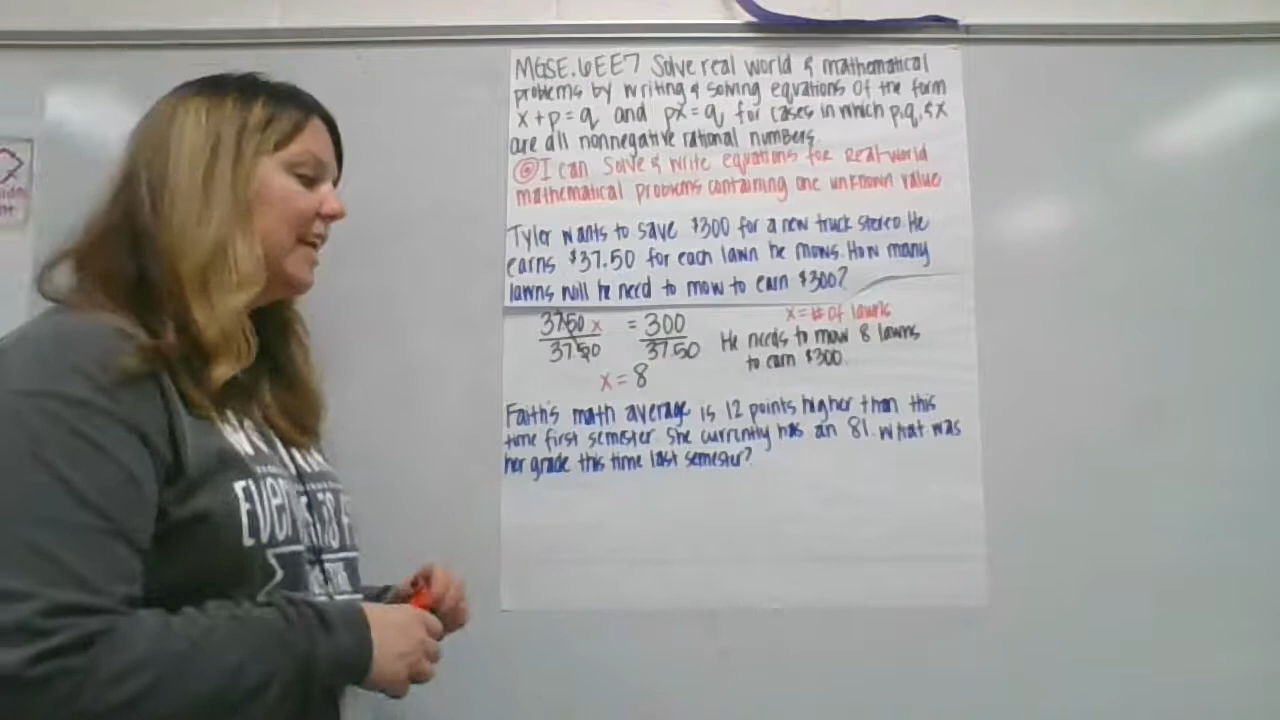 MGSE.6EE7 Solve real world & mathematical
problems by writing & solving equations of the form
x + p = q and px = q for cases in which p, q, & x
are all nonnegative rational numbers.
I can solve & write equations for real world
mathematical problems containing one unknown value
Tyler wants to save $300 for a new truck stereo. He
earns $37.50 for each lawn he mows. How many
lawns will he need to mow to earn $300?
x = # of lawns
37.50 x = 300
37.50 37.50
x = 8
He needs to mow 8 lawns
to earn $300.
Faith's math average is 12 points higher than this
time first semester. She currently has an 81. What was
her grade this time last semester?